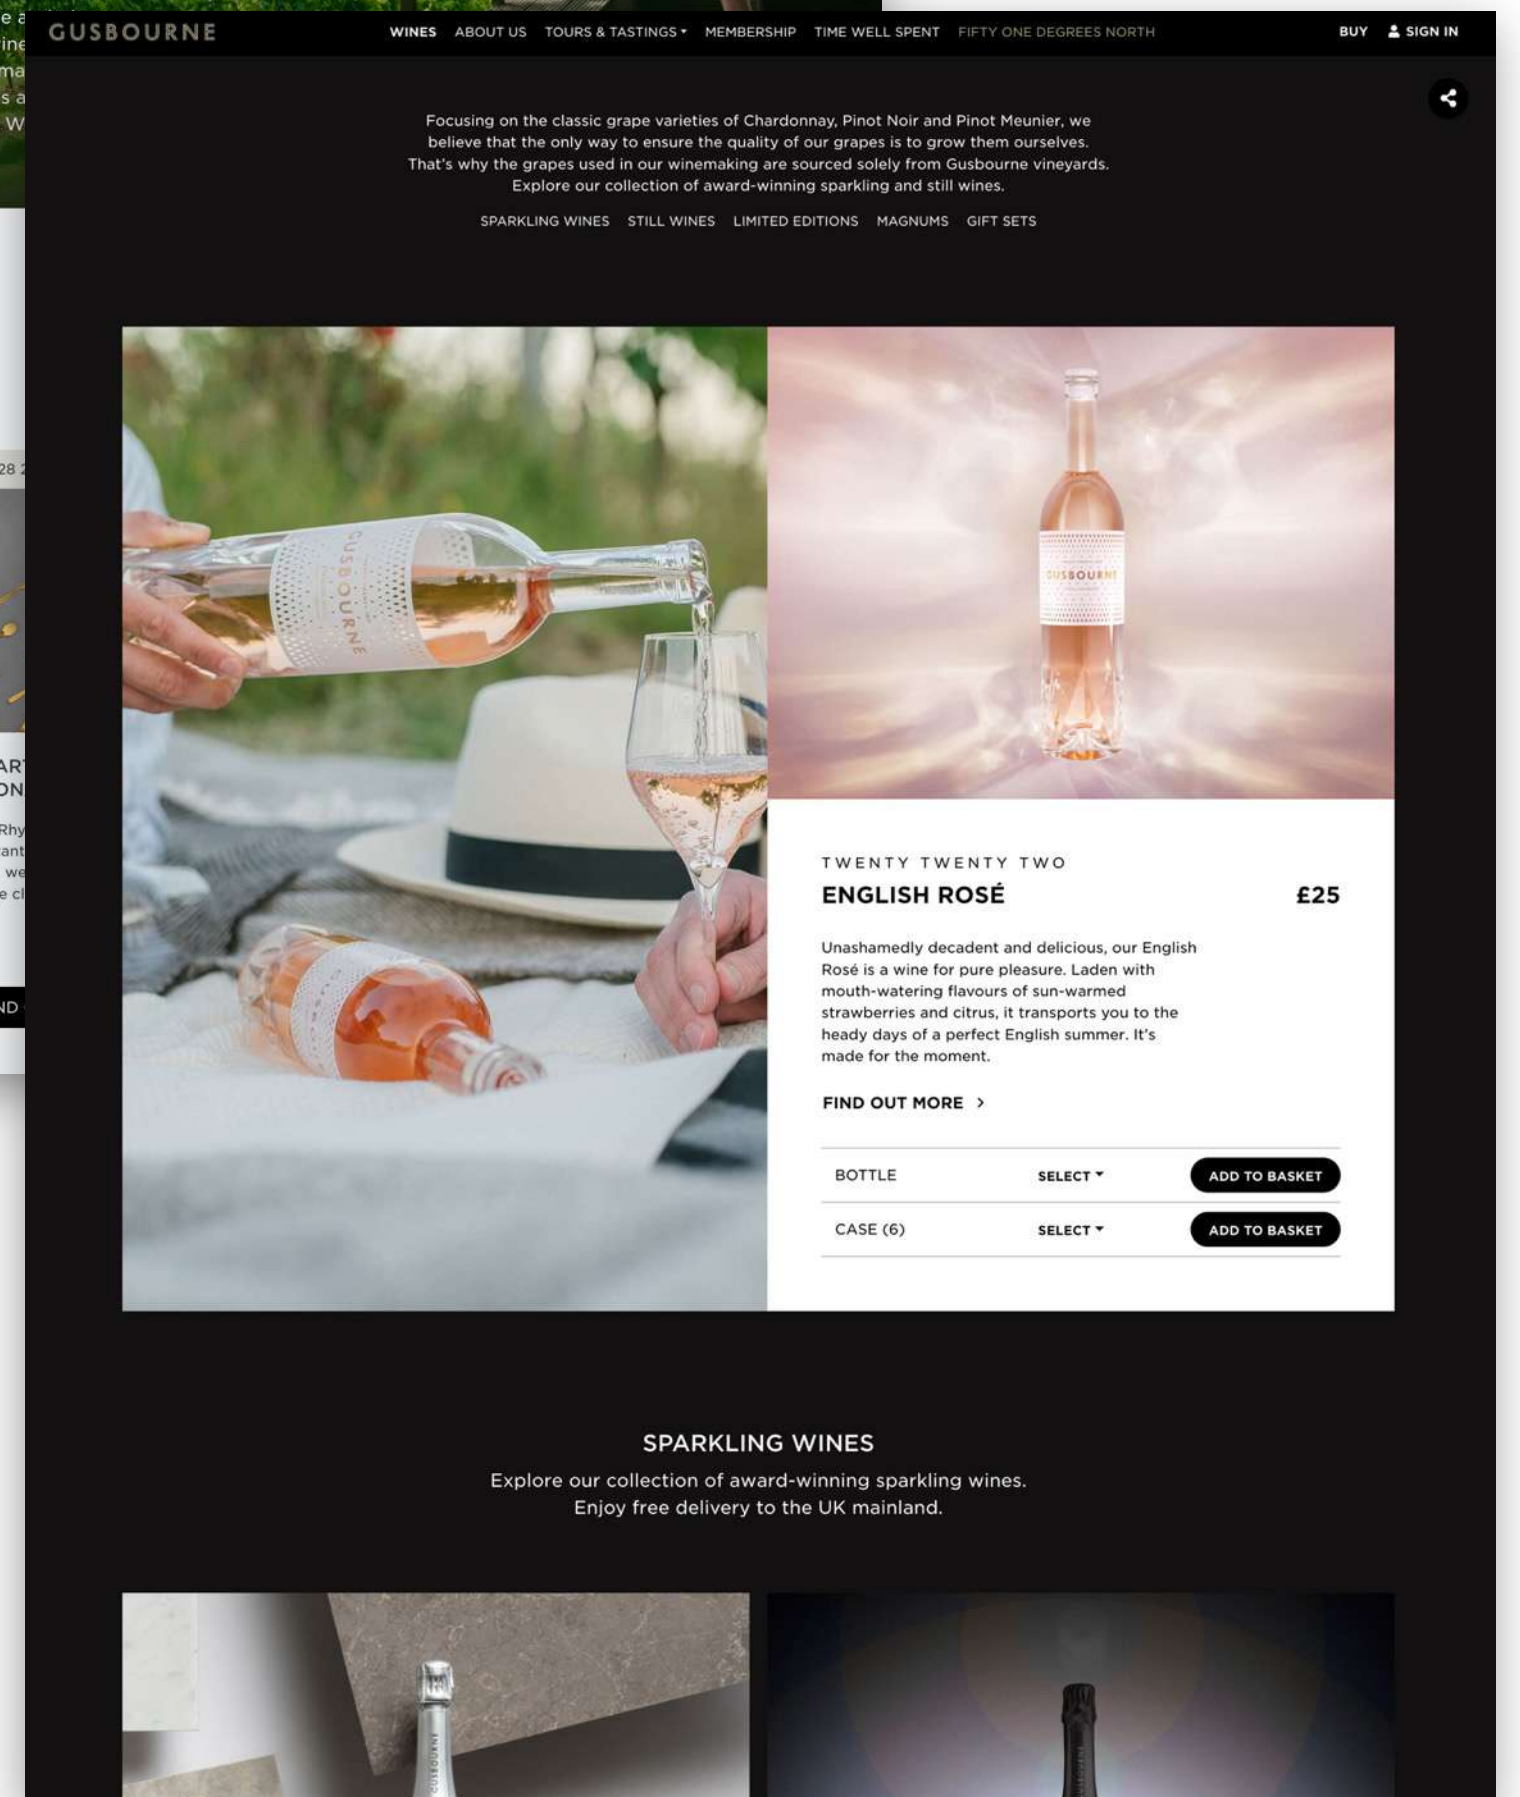 GUSBOURNE
WINES ABOUT US TOURS & TASTINGS MEMBERSHIP TIME WELL SPENT FIFTY ONE DEGREES NORTH
BUY SIGN IN
Focusing on the classic grape varieties of Chardonnay, Pinot Noir and Pinot Meunier, we
believe that the only way to ensure the quality of our grapes is to grow them ourselves.
That's why the grapes used in our winemaking are sourced solely from Gusbourne vineyards.
Explore our collection of award-winning sparkling and still wines.
SPARKLING WINES STILL WINES LIMITED EDITIONS MAGNUMS GIFT SETS
GUSBOURNE
GUSBOURNE
TWENTY TWENTY TWO
ENGLISH ROSÉ £25
Unashamedly decadent and delicious, our English
Rosé is a wine for pure pleasure. Laden with
mouth-watering flavours of sun-warmed
strawberries and citrus, it transports you to the
heady days of a perfect English summer. It's
made for the moment.
FIND OUT MORE >
BOTTLE SELECT ADD TO BASKET
CASE (6) SELECT ADD TO BASKET
SPARKLING WINES
Explore our collection of award-winning sparkling wines.
Enjoy free delivery to the UK mainland.
GUSBOURNE
GUSBOURNE